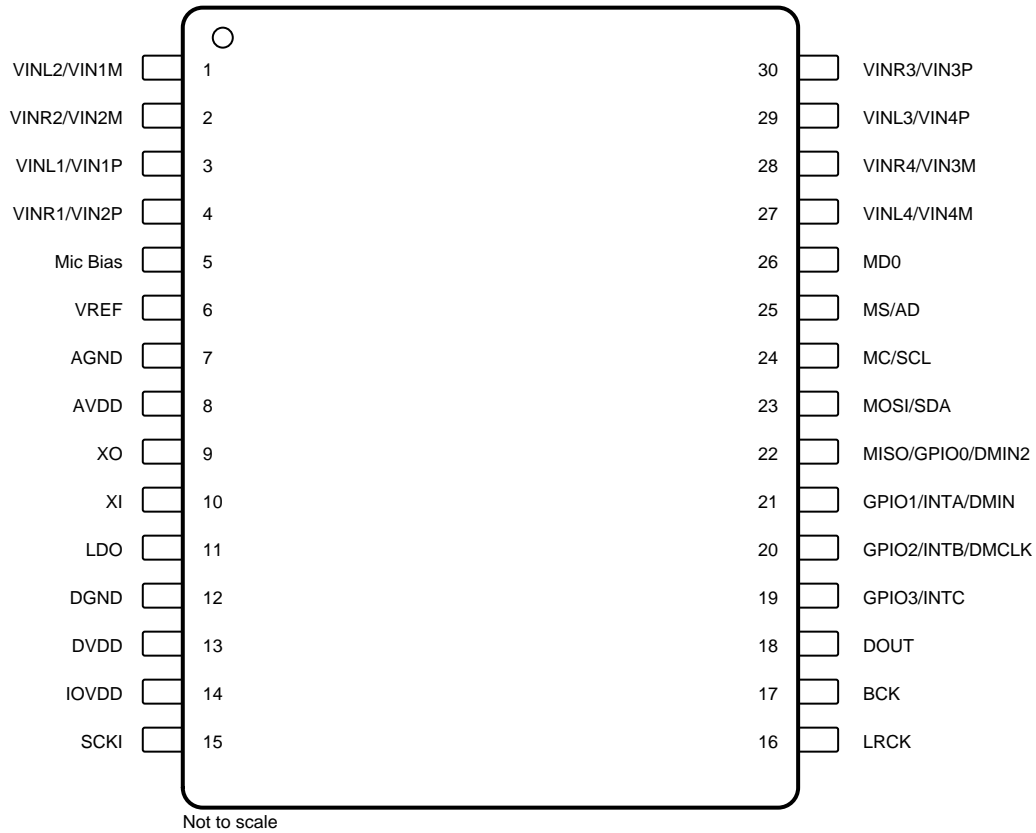 VINL2/VIN1M 1 30 VINR3/VIN3P
VINR2/VIN2M 2 29 VINL3/VIN4P
VINL1/VIN1P 3 28 VINR4/VIN3M
VINR1/VIN2P 4 27 VINL4/VIN4M
Mic Bias 5 26 MD0
VREF 6 25 MS/AD
AGND 7 24 MC/SCL
AVDD 8 23 MOSI/SDA
XO 9 22 MISO/GPIO0/DMIN2
XI 10 21 GPIO1/INTA/DMIN
LDO 11 20 GPIO2/INTB/DMCLK
DGND 12 19 GPIO3/INTC
DVDD 13 18 DOUT
IOVDD 14 17 BCK
SCKI 15 16 LRCK
Not to scale